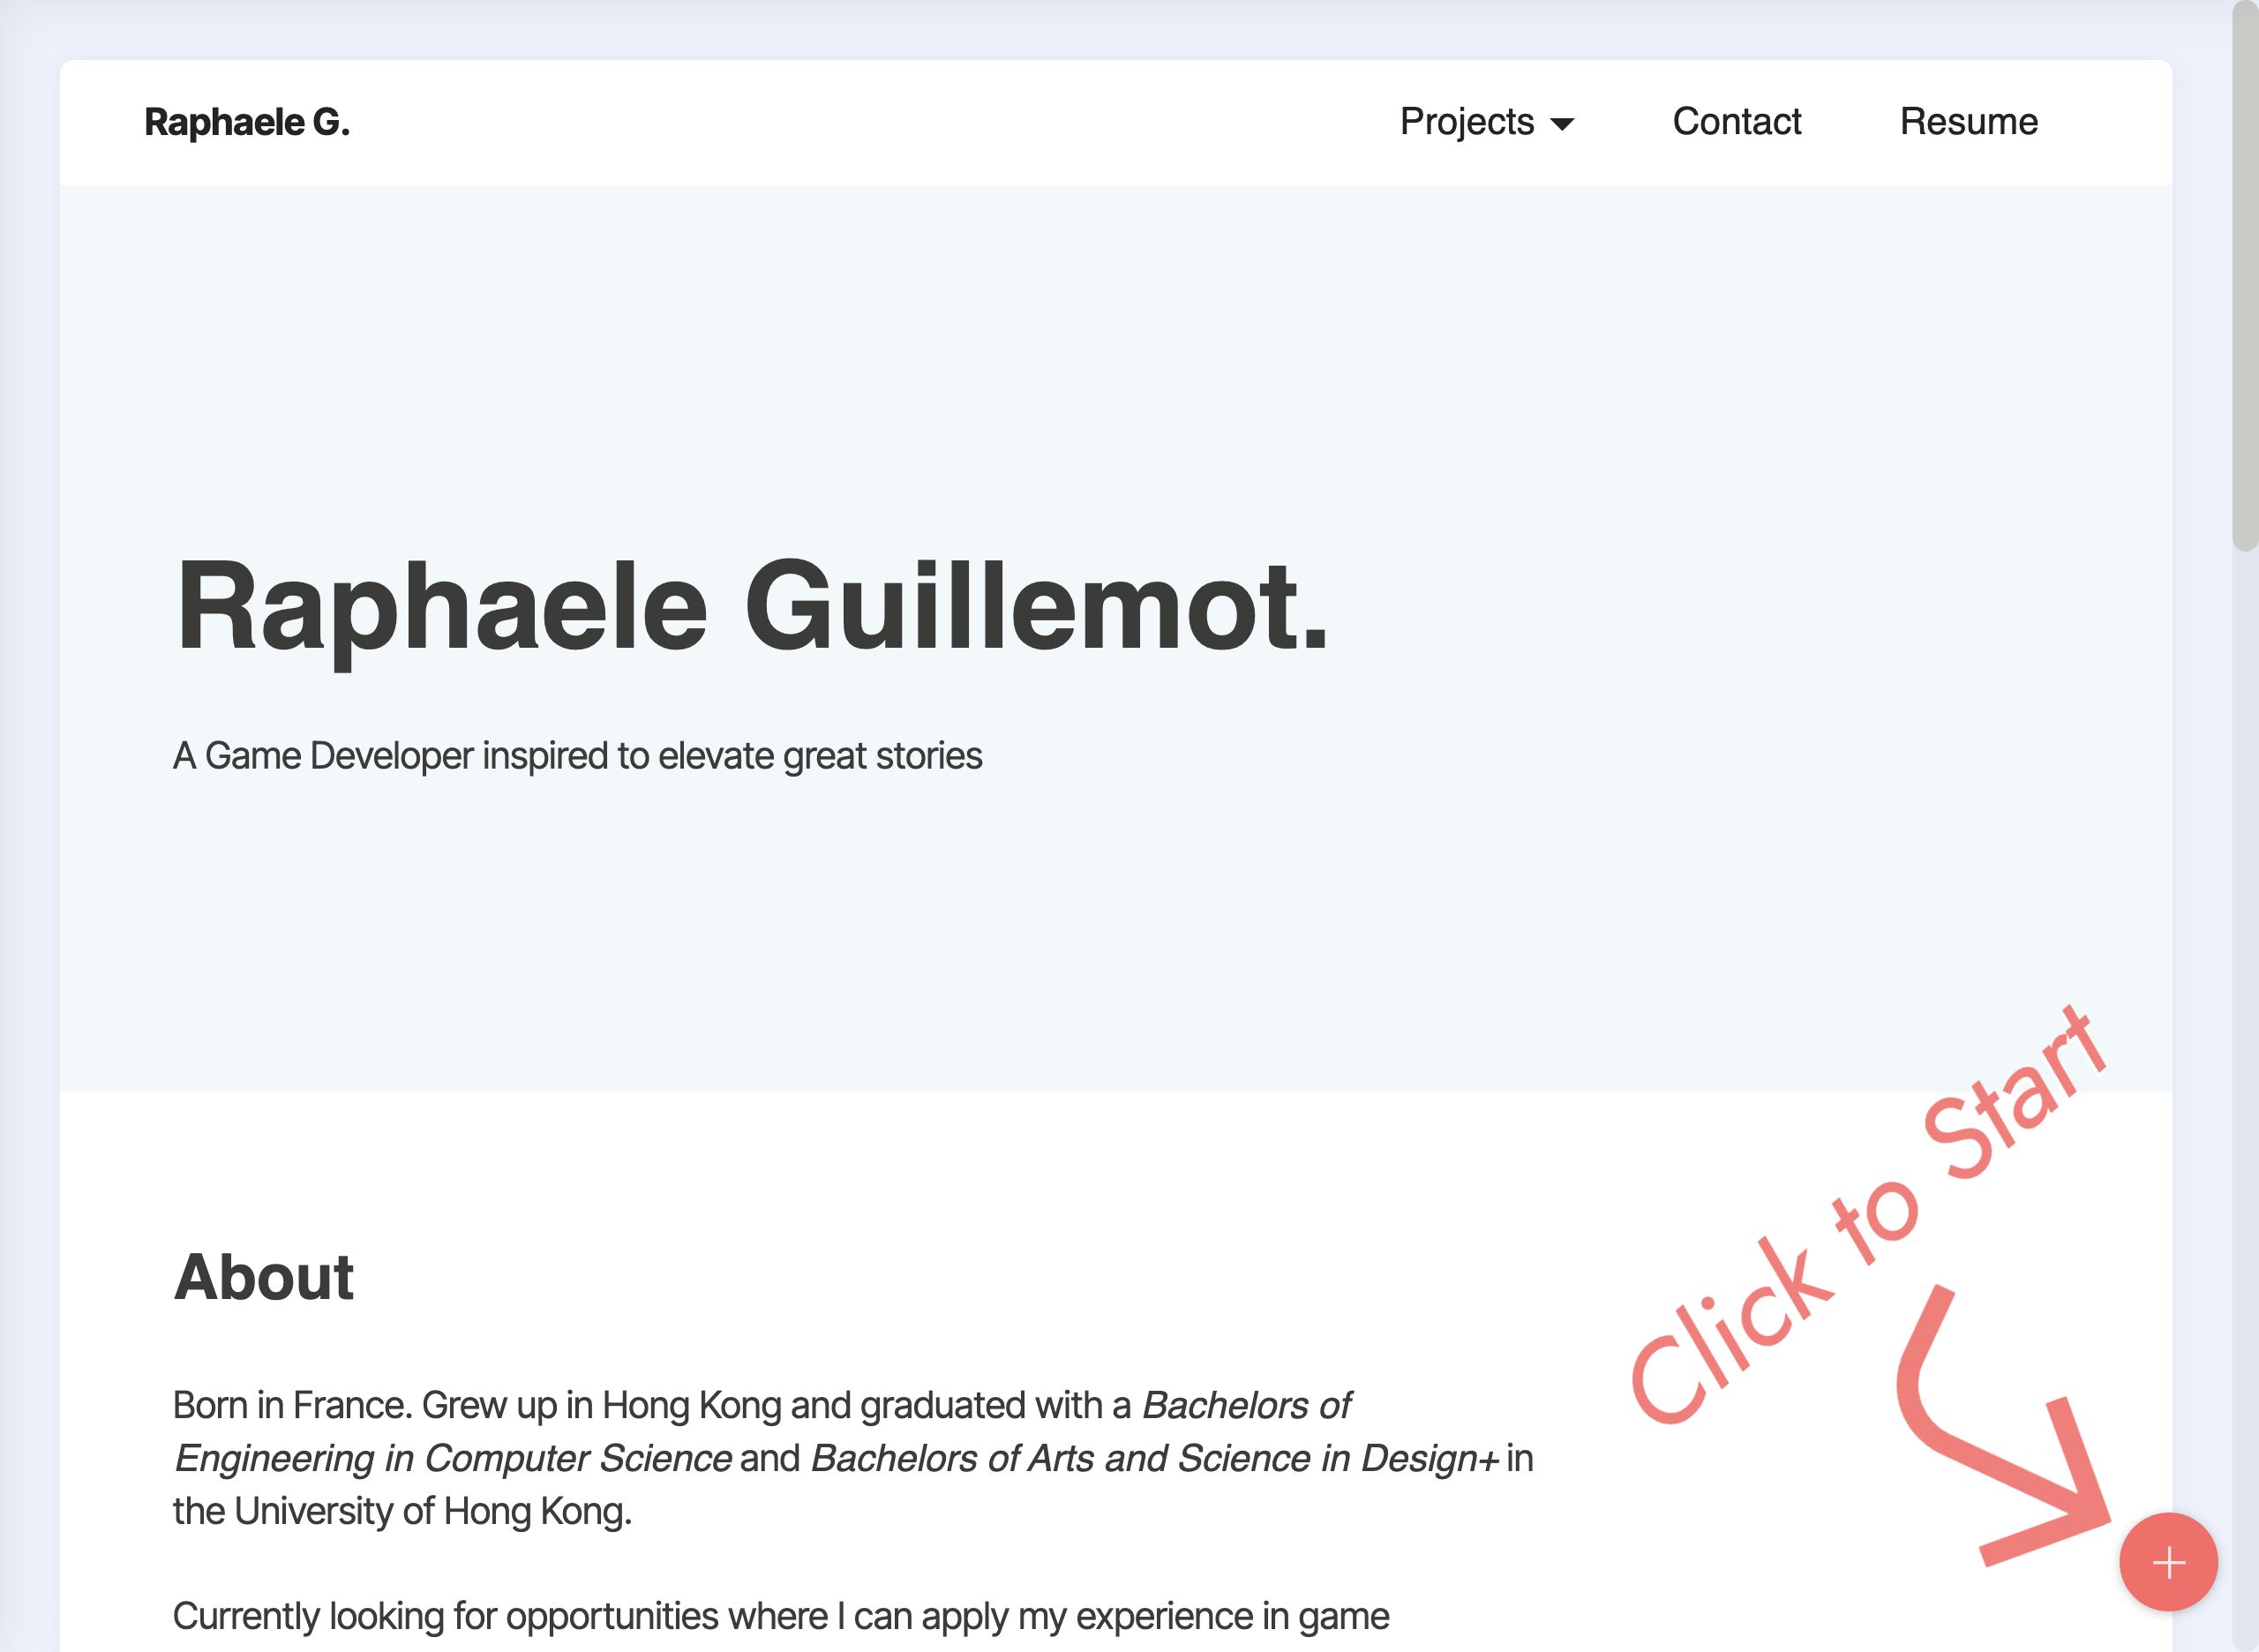 Raphaele G.
Projects Contact Resume
Raphaele Guillemot.
A Game Developer inspired to elevate great stories
Click to Start
About
Born in France. Grew up in Hong Kong and graduated with a Bachelors of
Engineering in Computer Science and Bachelors of Arts and Science in Design+ in
the University of Hong Kong.
Currently looking for opportunities where I can apply my experience in game